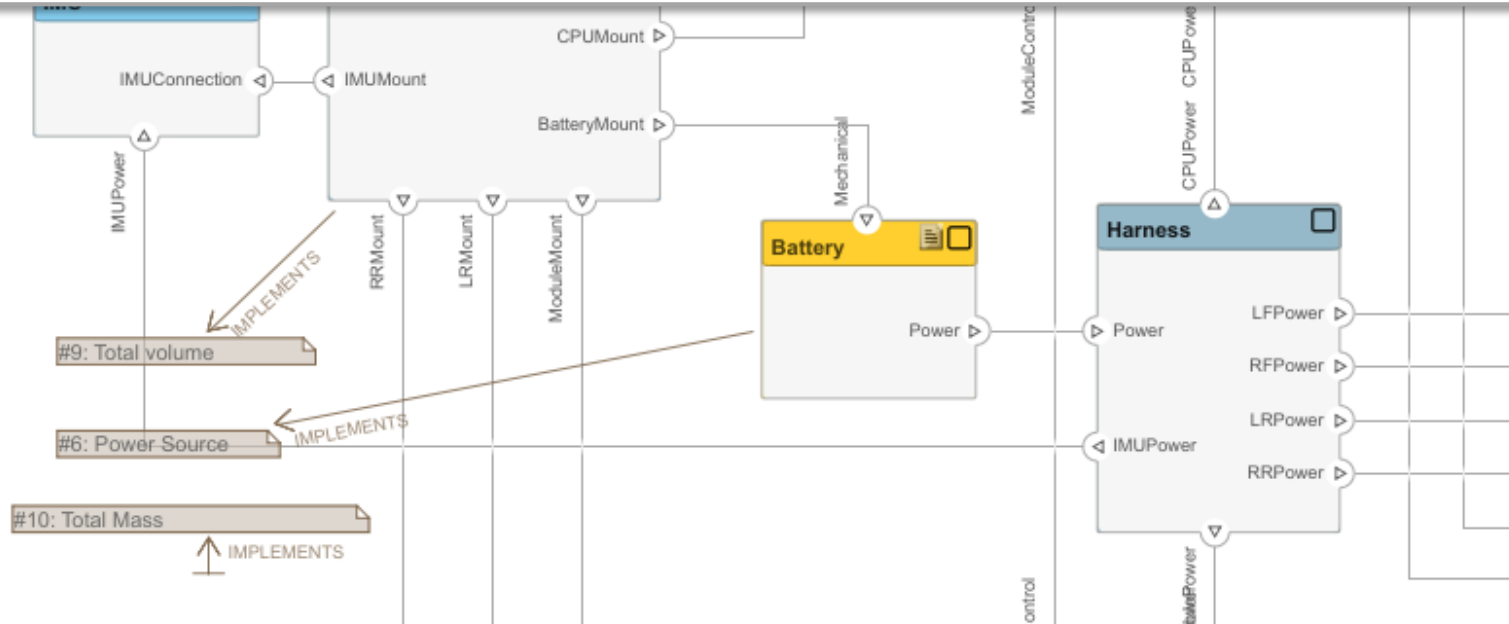 CPUMount
ModuleContro
CPUPowe
IMUConnection
IMUMount
BatteryMount
Mechanical
CPUPower
IMUPower
RRMount
LRMount
ModuleMount
Battery
Harness
IMPLEMENTS
LFPower
Power
Power
#9: Total volume
RFPower
IMPLEMENTS
LRPower
#6: Power Source
IMUPower
RRPower
#10: Total Mass
IMPLEMENTS
ontrol